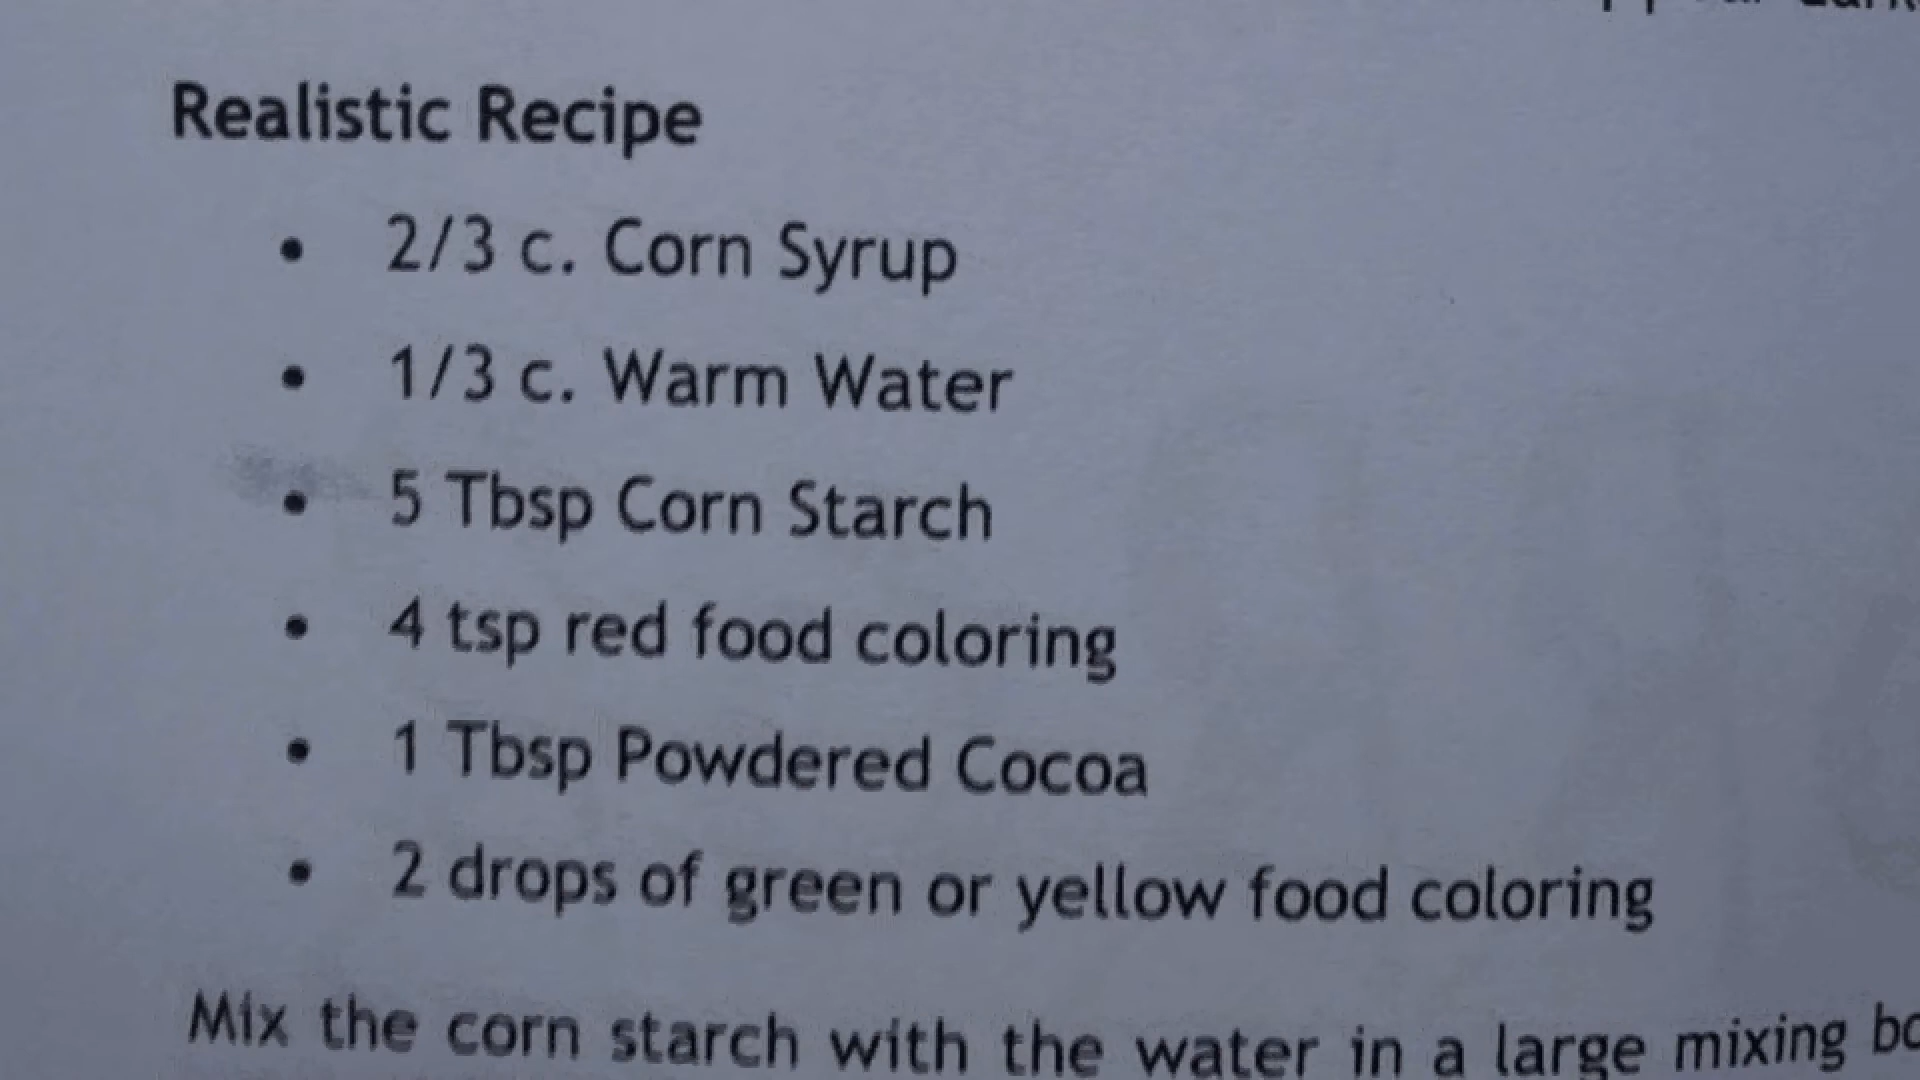 Realistic Recipe
• 2/3 c. Corn Syrup
• 1/3 c. Warm Water
• 5 Tbsp Corn Starch
• 4 tsp red food coloring
• 1 Tbsp Powdered Cocoa
• 2 drops of green or yellow food coloring
Mix the corn starch with the water in a large mixing